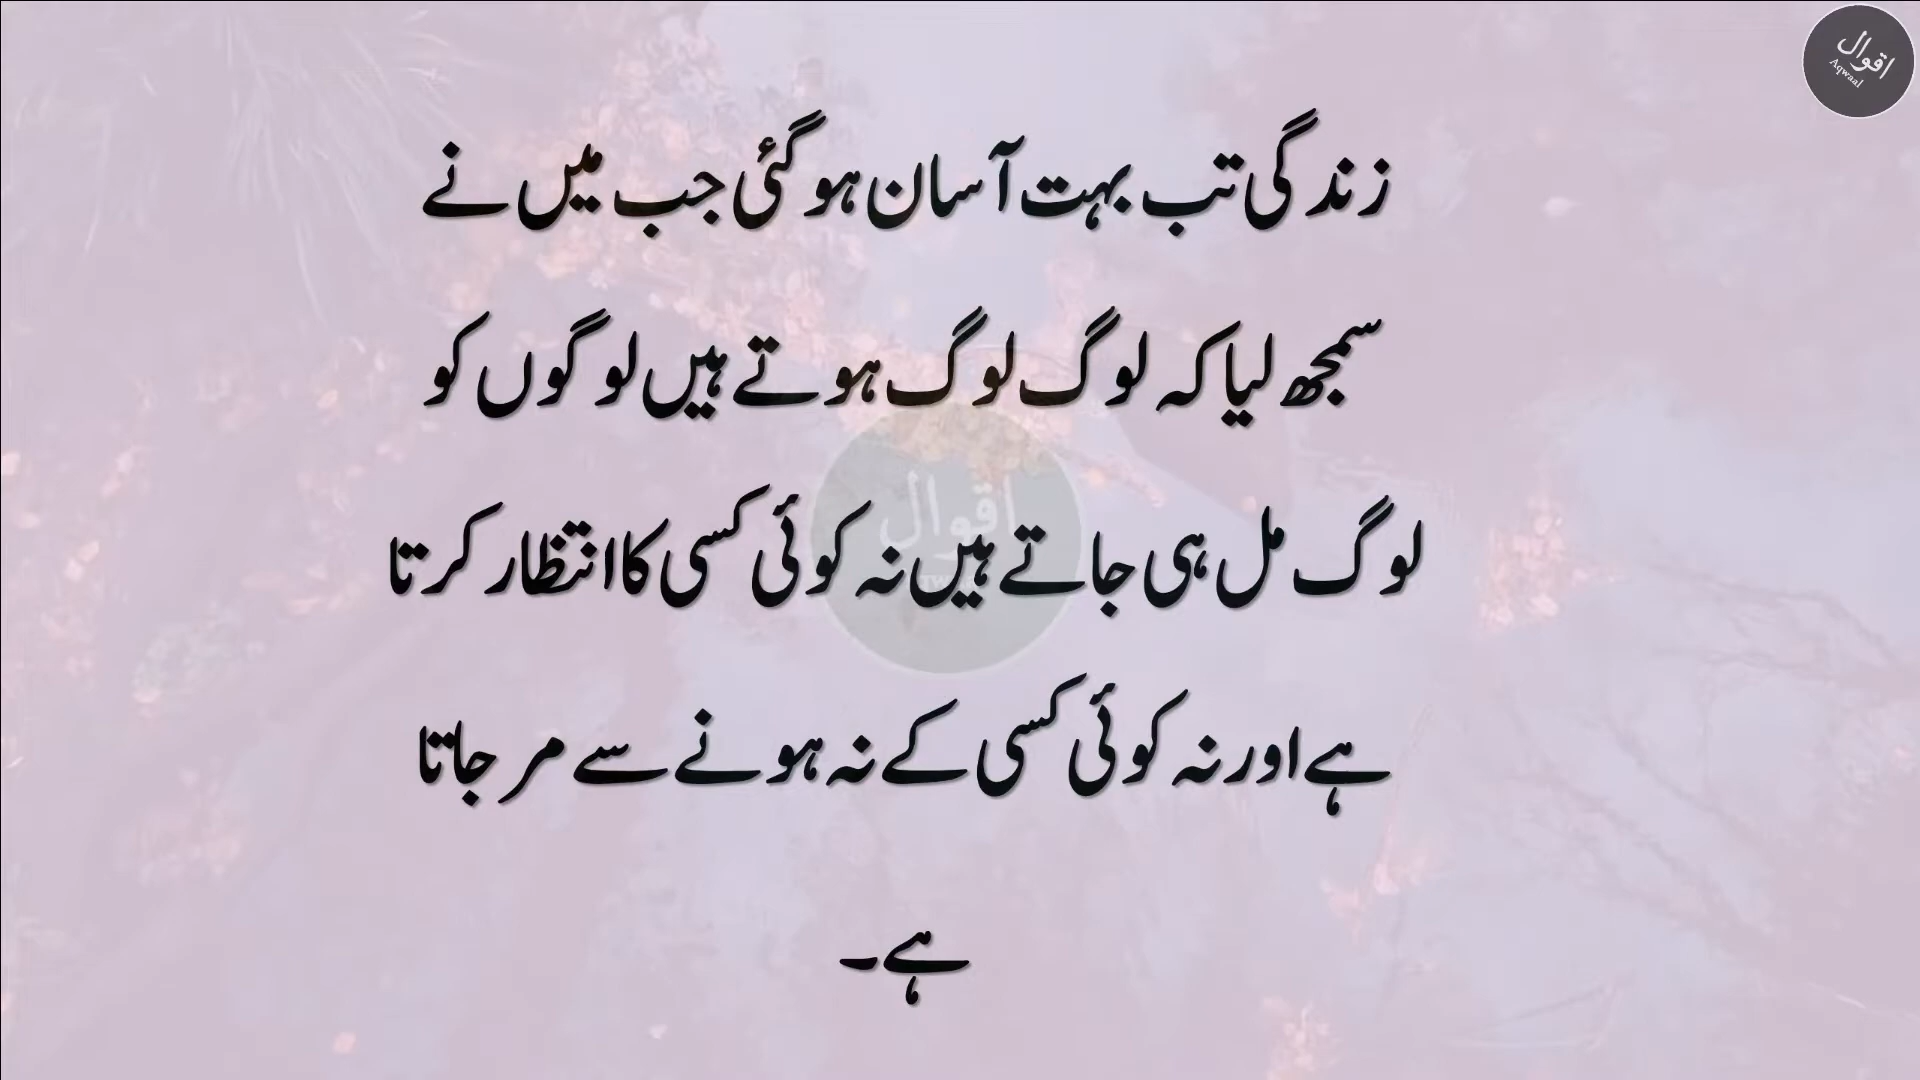 اقوال
Aqwaal
زندگی تب بہت آسان ہو گئی جب میں نے
سمجھ لیا کہ لوگ لوگ ہوتے ہیں لوگوں کو
لوگ مل ہی جاتے ہیں نہ کوئی کسی کا انتظار کرتا
ہے اور نہ کوئی کسی کے نہ ہونے سے مر جاتا
ہے۔
اقوال
Aqwaal